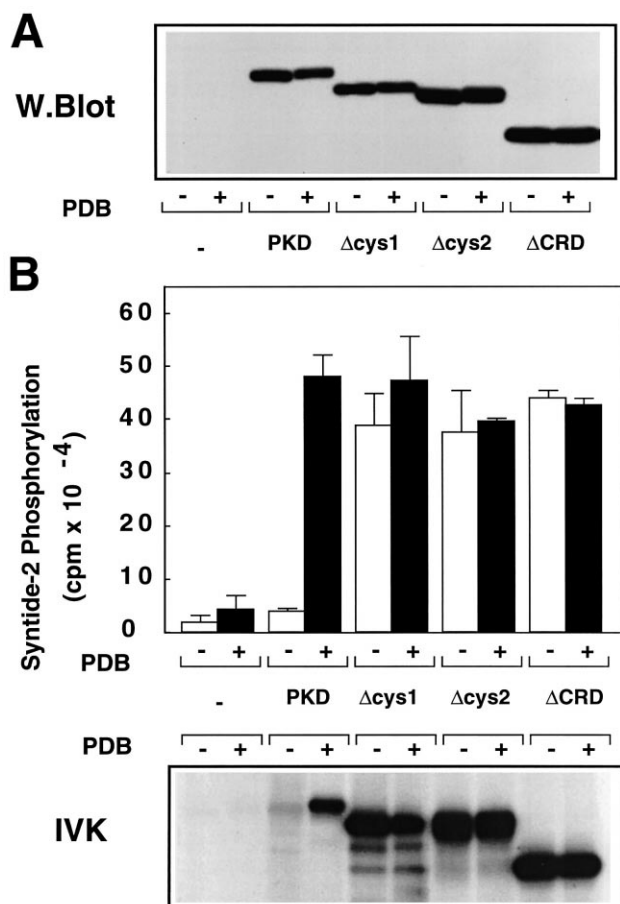 A
W.Blot
PDB - + - + - + - + - +
- PKD Δcys1 Δcys2 ΔCRD
B
Syntide-2 Phosphorylation
(cpm x 10 -4)
60
50
40
30
20
10
0
PDB - + - + - + - + - +
- PKD Δcys1 Δcys2 ΔCRD
PDB - + - + - + - + - +
IVK